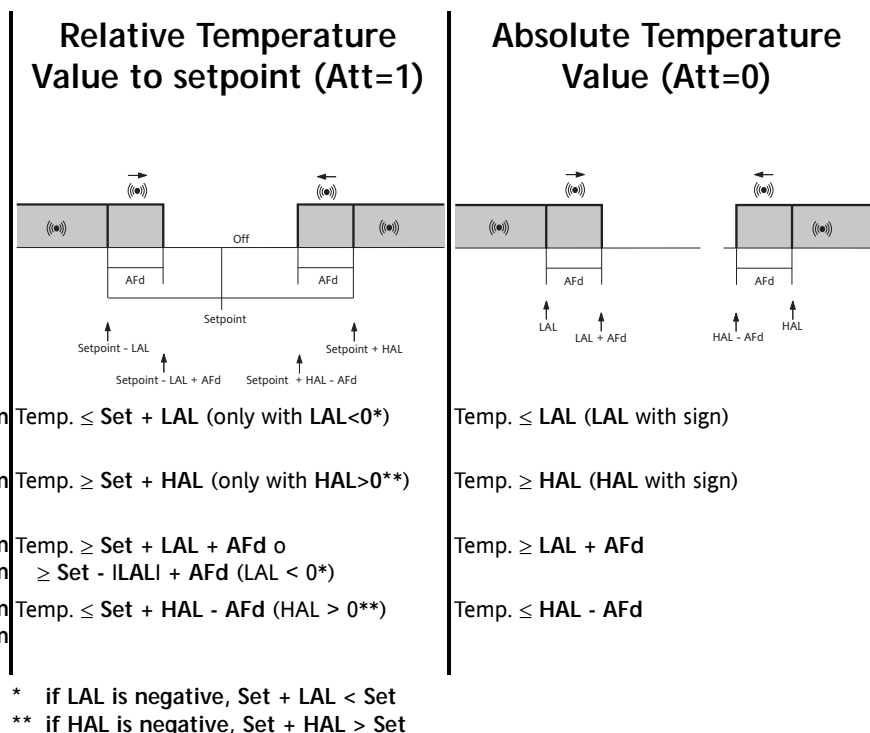 Relative Temperature
Value to setpoint (Att=1)
Absolute Temperature
Value (Att=0)
Off
AFd
AFd
Setpoint
Setpoint - LAL
Setpoint + HAL
Setpoint - LAL + AFd
Setpoint + HAL - AFd
AFd
AFd
LAL
LAL + AFd
HAL - AFd
HAL
Temp. ≤ Set + LAL (only with LAL<0*)
Temp. ≤ LAL (LAL with sign)
Temp. ≥ Set + HAL (only with HAL>0**)
Temp. ≥ HAL (HAL with sign)
Temp. ≥ Set + LAL + AFd o
≥ Set - ILALI + AFd (LAL < 0*)
Temp. ≥ LAL + AFd
Temp. ≤ Set + HAL - AFd (HAL > 0**)
Temp. ≤ HAL - AFd
* if LAL is negative, Set + LAL < Set
** if HAL is negative, Set + HAL > Set